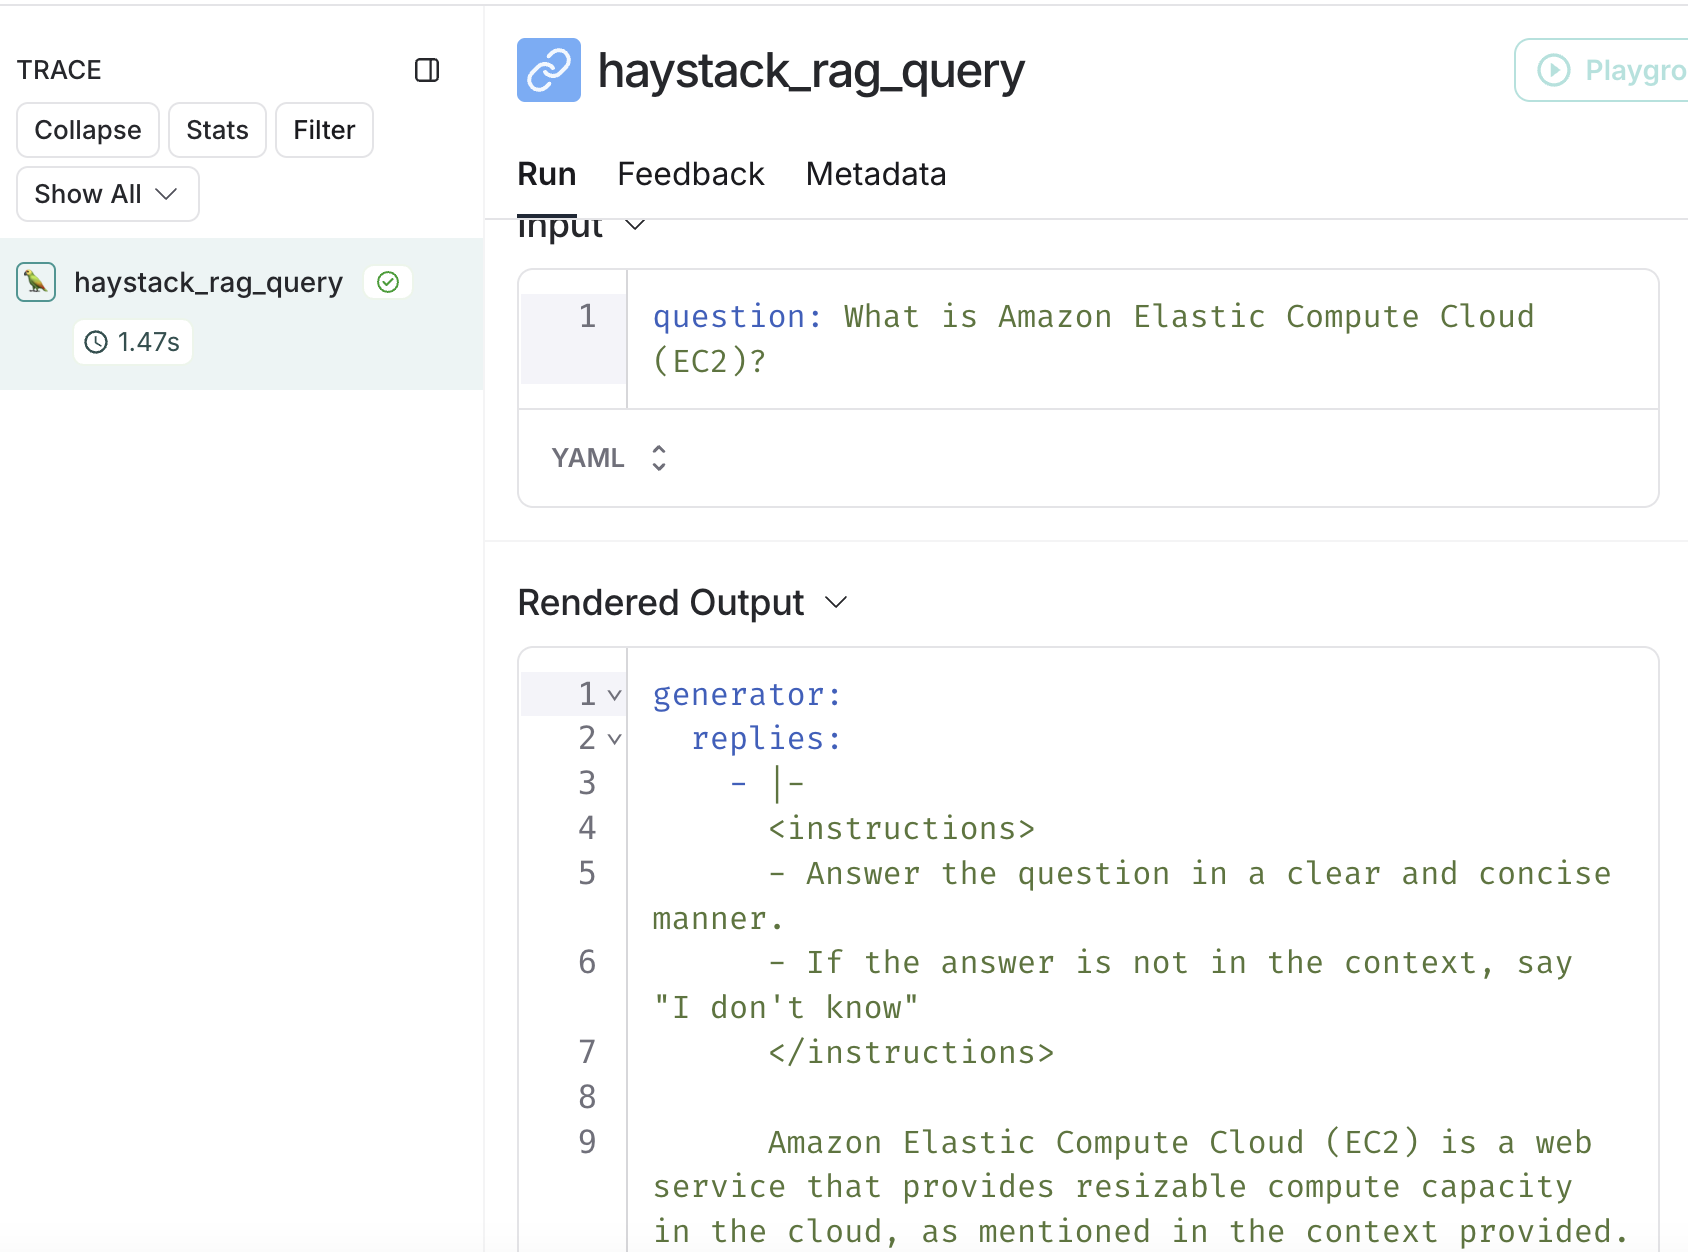 TRACE
Collapse Stats Filter
Show All
haystack_rag_query
1.47s
haystack_rag_query
Playgro
Run Feedback Metadata
Input
1 question: What is Amazon Elastic Compute Cloud
(EC2)?
YAML
Rendered Output
1 generator:
2 replies:
3 - |-
4 <instructions>
5 - Answer the question in a clear and concise
manner.
6 - If the answer is not in the context, say
"I don't know"
7 </instructions>
8
9 Amazon Elastic Compute Cloud (EC2) is a web
service that provides resizable compute capacity
in the cloud, as mentioned in the context provided.